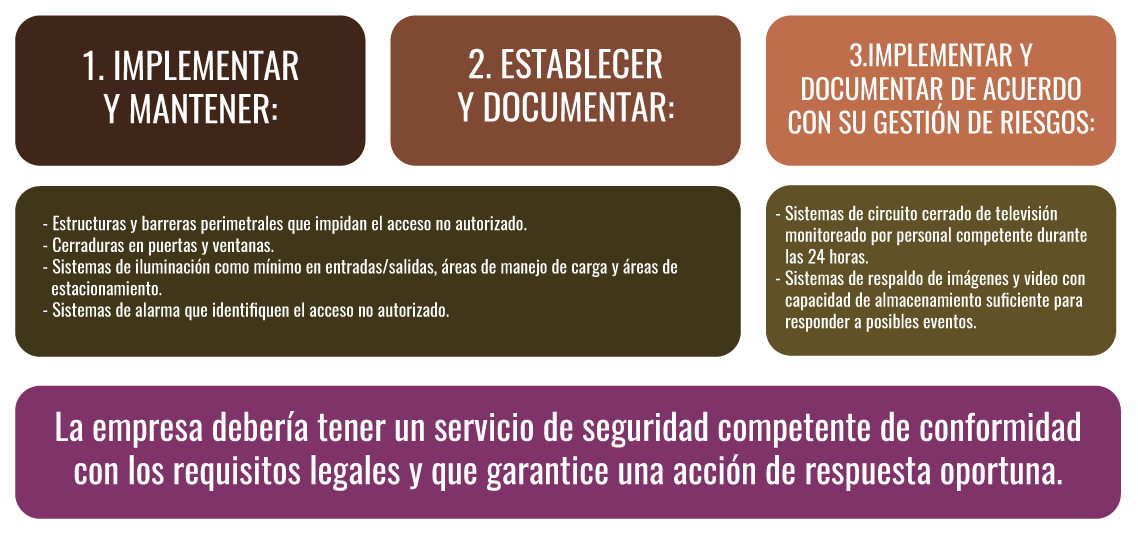 1. IMPLEMENTAR
Y MANTENER:
2. ESTABLECER
Y DOCUMENTAR:
3.IMPLEMENTAR Y
DOCUMENTAR DE ACUERDO
CON SU GESTIÓN DE RIESGOS:
- Estructuras y barreras perimetrales que impidan el acceso no autorizado.
- Cerraduras en puertas y ventanas.
- Sistemas de iluminación como mínimo en entradas/salidas, áreas de manejo de carga y áreas de
estacionamiento.
- Sistemas de alarma que identifiquen el acceso no autorizado.
- Sistemas de circuito cerrado de televisión
monitoreado por personal competente durante
las 24 horas.
- Sistemas de respaldo de imágenes y video con
capacidad de almacenamiento suficiente para
responder a posibles eventos.
La empresa debería tener un servicio de seguridad competente de conformidad
con los requisitos legales y que garantice una acción de respuesta oportuna.